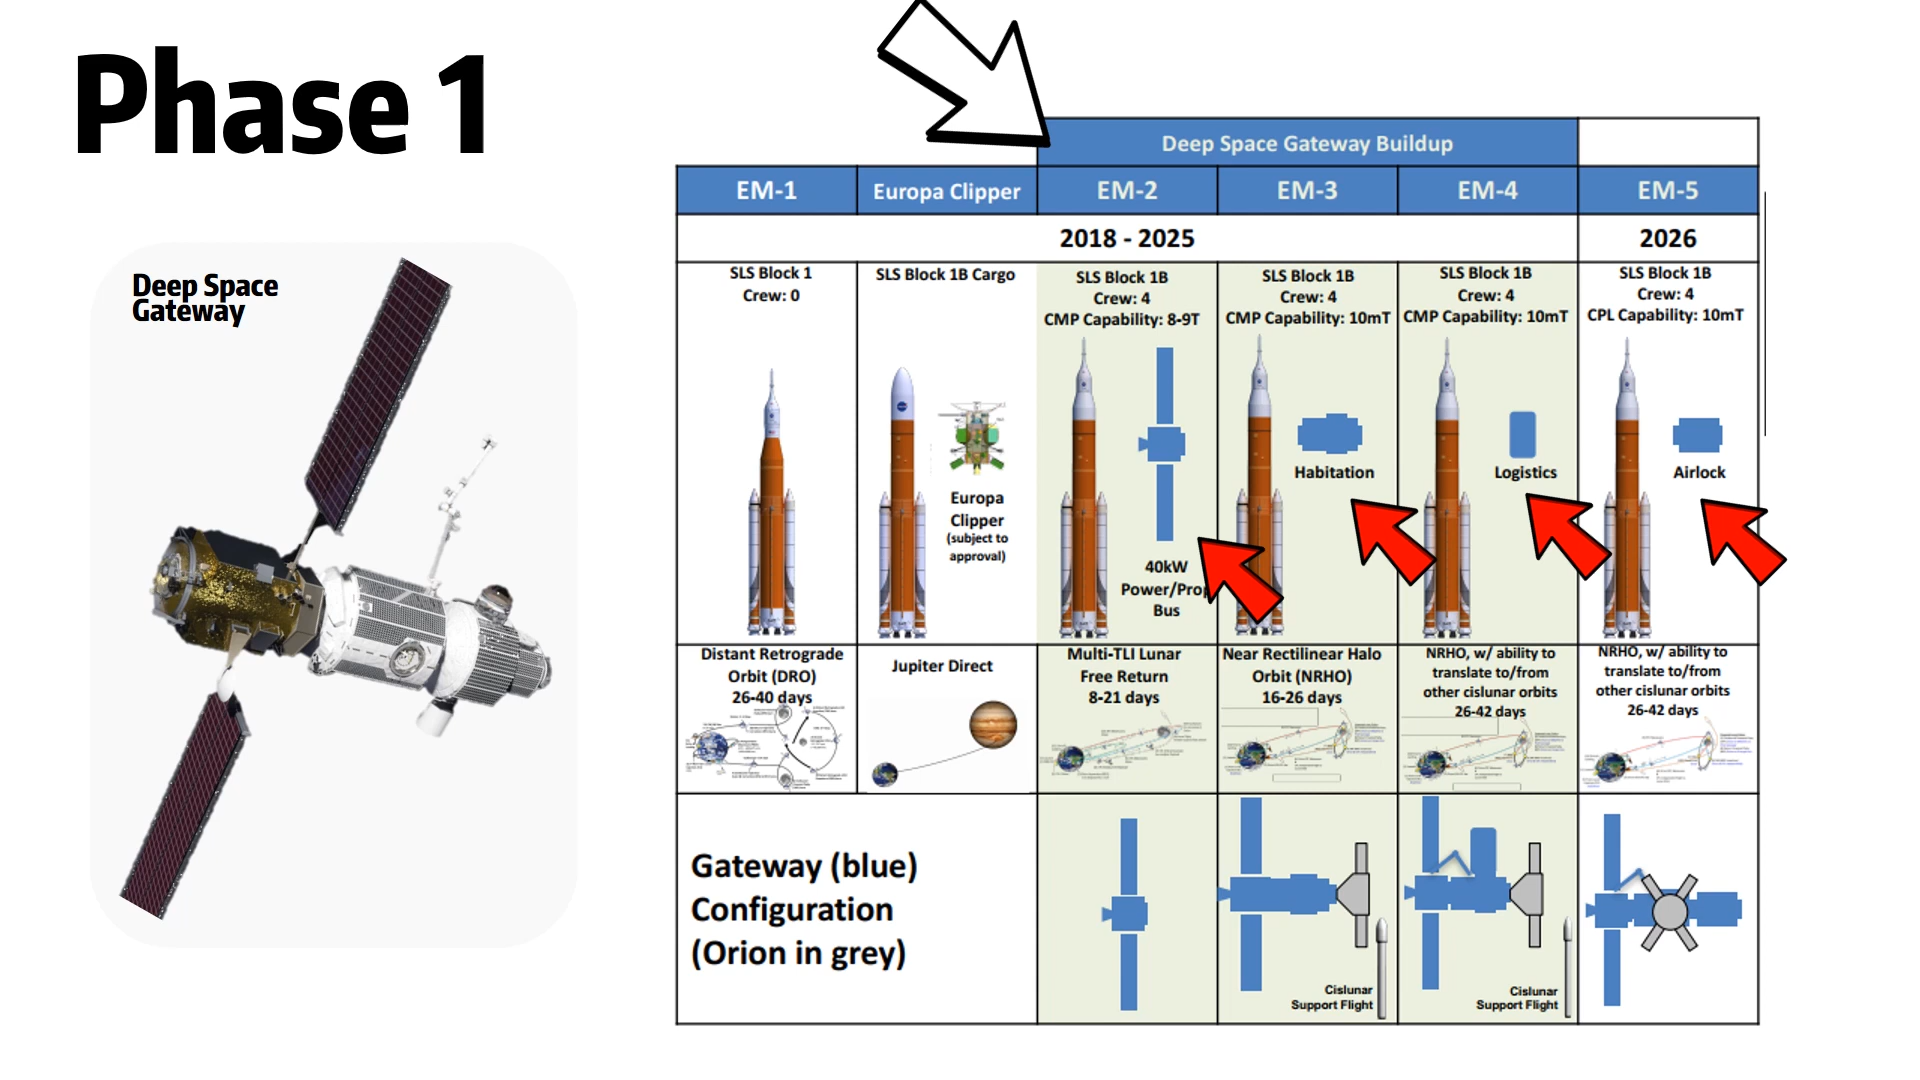 Phase 1
Deep Space
Gateway
Deep Space Gateway Buildup
EM-1
Europa Clipper
EM-2
EM-3
EM-4
EM-5
2018 - 2025
2026
SLS Block 1
Crew: 0
SLS Block 1B Cargo
SLS Block 1B
Crew: 4
CMP Capability: 8-9T
SLS Block 1B
Crew: 4
CMP Capability: 10mT
SLS Block 1B
Crew: 4
CMP Capability: 10mT
SLS Block 1B
Crew: 4
CPL Capability: 10mT
Europa
Clipper
(subject to
approval)
40kW
Power/Prop
Bus
Habitation
Logistics
Airlock
Distant Retrograde
Orbit (DRO)
26-40 days
Jupiter Direct
Multi-TLI Lunar
Free Return
8-21 days
Near Rectilinear Halo
Orbit (NRHO)
16-26 days
NRHO, w/ ability to
translate to/from
other cislunar orbits
26-42 days
NRHO, w/ ability to
translate to/from
other cislunar orbits
26-42 days
Gateway (blue)
Configuration
(Orion in grey)
Cislunar
Support Flight
Cislunar
Support Flight